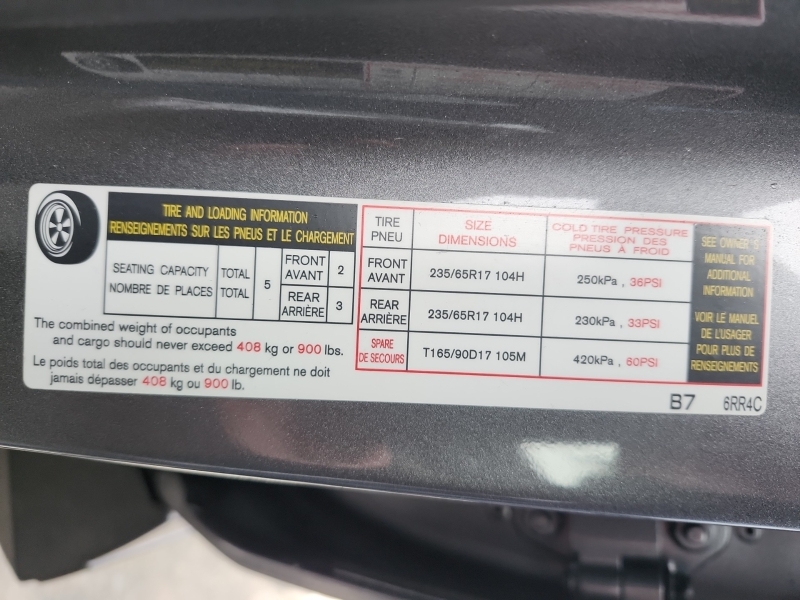 TIRE AND LOADING INFORMATION
RENSEIGNEMENTS SUR LES PNEUS ET LE CHARGEMENT
SEATING CAPACITY TOTAL 5 FRONT AVANT 2
NOMBRE DE PLACES TOTAL REAR ARRIÈRE 3
The combined weight of occupants
and cargo should never exceed 408 kg or 900 lbs.
Le poids total des occupants et du chargement ne doit
jamais dépasser 408 kg ou 900 lb.
TIRE PNEU SIZE DIMENSIONS COLD TIRE PRESSURE PRESSION DES PNEUS A FROID
FRONT AVANT 235/65R17 104H 250kPa , 36PSI
REAR ARRIÈRE 235/65R17 104H 230kPa , 33PSI
SPARE DE SECOURS T165/90D17 105M 420kPa , 60PSI
SEE OWNER'S
MANUAL FOR
ADDITIONAL
INFORMATION
VOIR LE MANUEL
DE L'USAGER
POUR PLUS DE
RENSEIGNEMENTS
B7 6RR4C